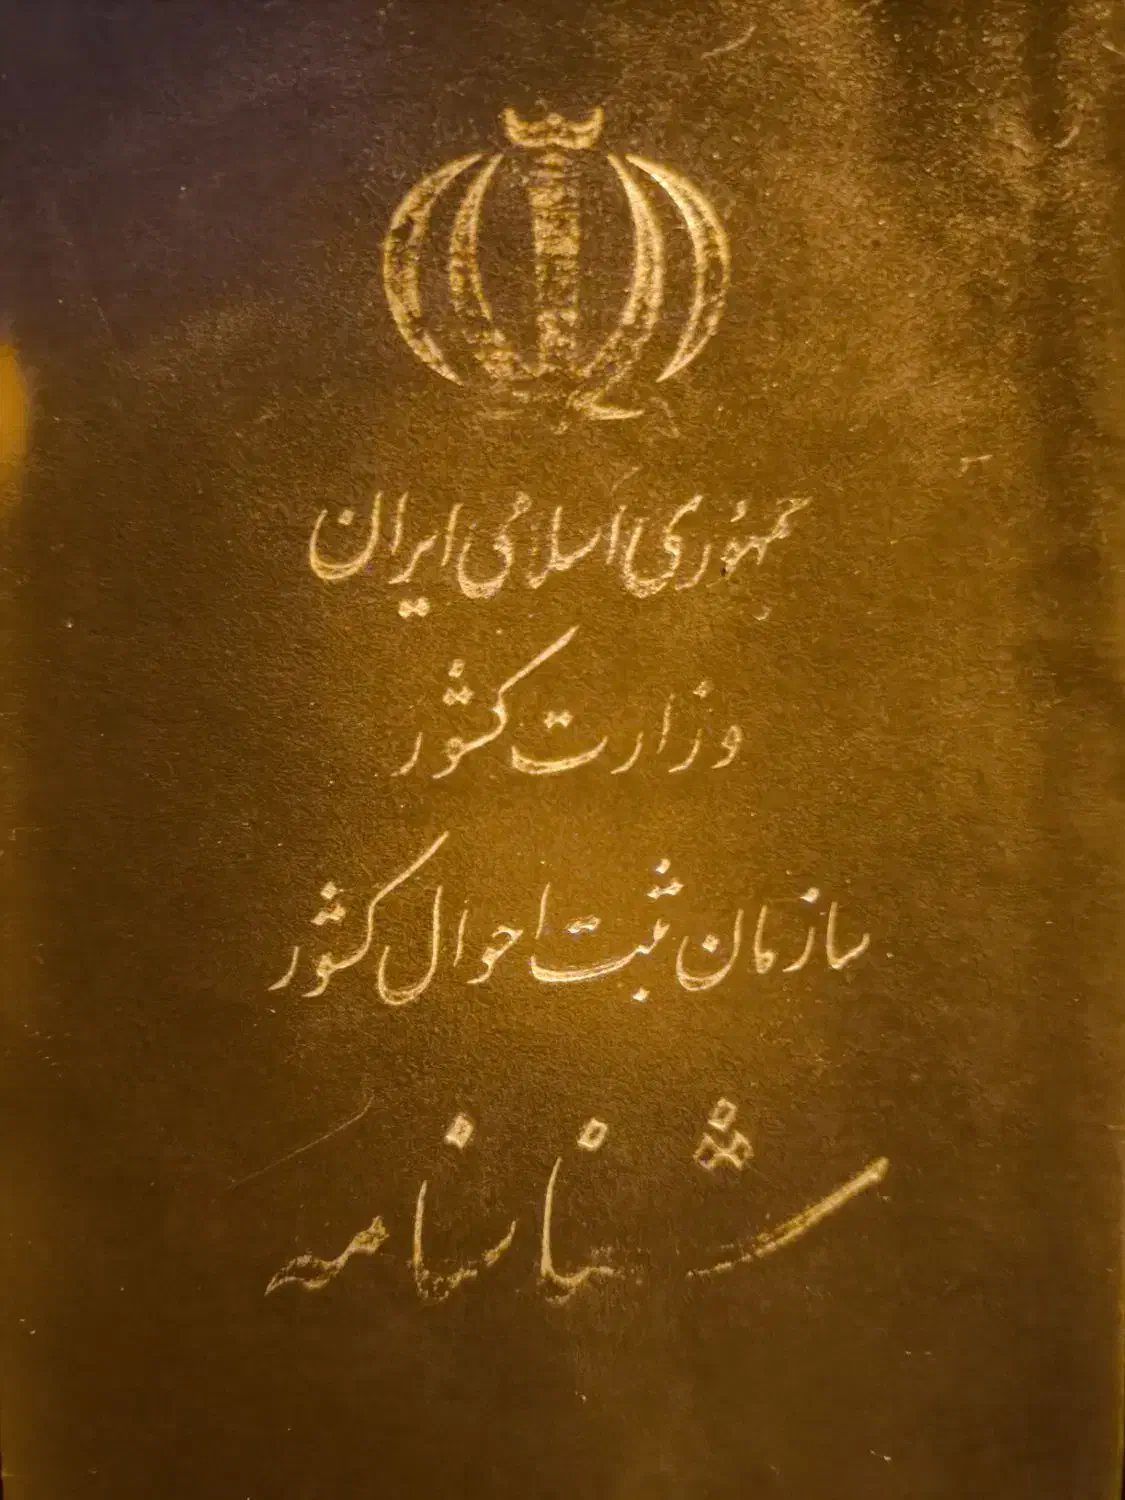 جمهوری اسلامی ایران
وزارت کشور
سازمان ثبت احوال کشور
شناسنامه